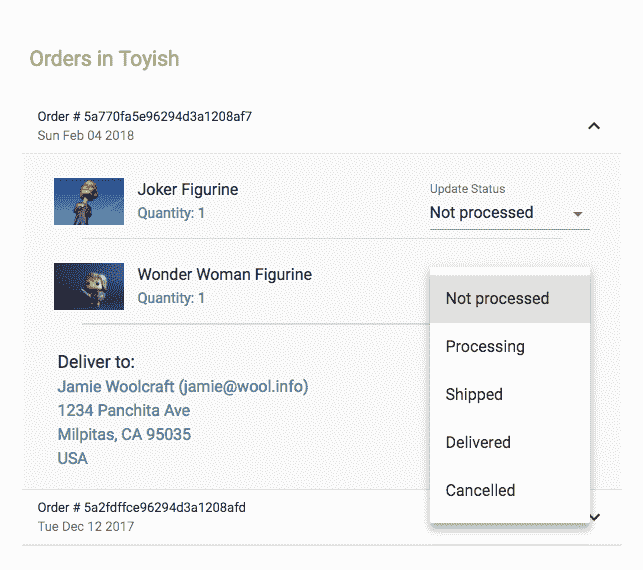 Orders in Toyish
Order # 5a770fa5e96294d3a1208af7
Sun Feb 04 2018
Joker Figurine
Quantity: 1
Update Status
Not processed
Wonder Woman Figurine
Quantity: 1
Not processed
Processing
Shipped
Delivered
Cancelled
Deliver to:
Jamie Woolcraft (jamie@wool.info)
1234 Panchita Ave
Milpitas, CA 95035
USA
Order # 5a2fdffce96294d3a1208afd
Tue Dec 12 2017